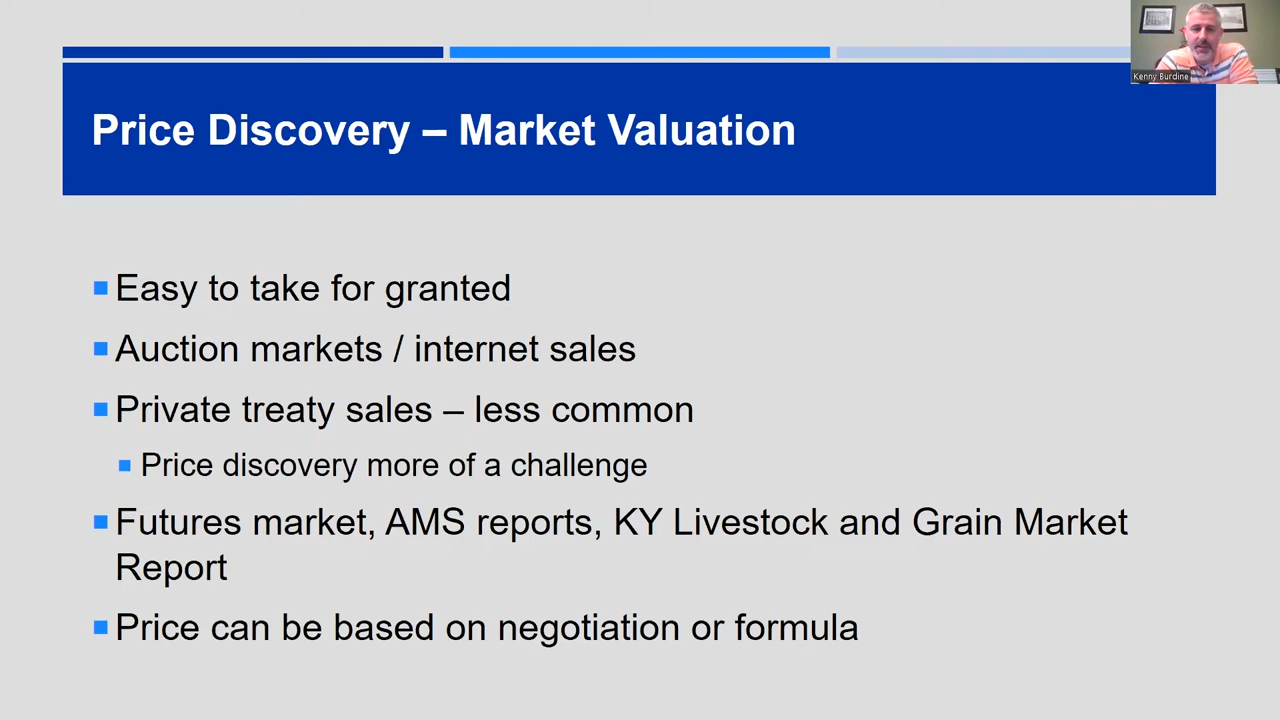 Kenny Burdine
Price Discovery – Market Valuation
Easy to take for granted
Auction markets / internet sales
Private treaty sales – less common
Price discovery more of a challenge
Futures market, AMS reports, KY Livestock and Grain Market
Report
Price can be based on negotiation or formula